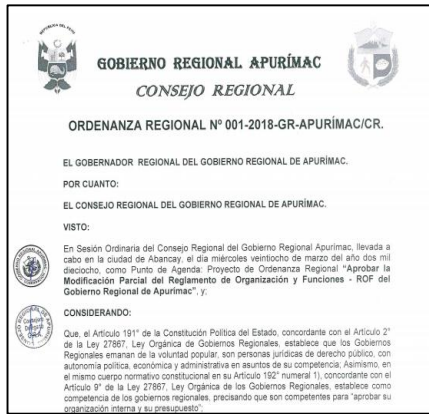 GOBIERNO REGIONAL APURÍMAC
CONSEJO REGIONAL
ORDENANZA REGIONAL Nº 001-2018-GR-APURÍMAC/CR.
EL GOBERNADOR REGIONAL DEL GOBIERNO REGIONAL DE APURÍMAC.
POR CUANTO:
EL CONSEJO REGIONAL DEL GOBIERNO REGIONAL DE APURÍMAC.
VISTO:
En Sesión Ordinaria del Consejo Regional del Gobierno Regional Apurímac, llevada a
cabo en la ciudad de Abancay, el día miércoles veintiocho de marzo del año dos mil
dieciocho, como Punto de Agenda: Proyecto de Ordenanza Regional "Aprobar la
Modificación Parcial del Reglamento de Organización y Funciones - ROF del
Gobierno Regional de Apurímac", y;
CONSIDERANDO:
Que, el Artículo 191° de la Constitución Política del Estado, concordante con el Artículo 2°
de la Ley 27867, Ley Orgánica de Gobiernos Regionales, establece que los Gobiernos
Regionales emanan de la voluntad popular, son personas jurídicas de derecho público, con
autonomía política, económica y administrativa en asuntos de su competencia; Asimismo, en
el mismo cuerpo normativo constitucional en su Artículo 192° numeral 1), concordante con el
Artículo 9° de la Ley 27867, Ley Orgánica de los Gobiernos Regionales, establece como
competencia de los gobiernos regionales, precisando que son competentes para "aprobar su
organización interna y su presupuesto";